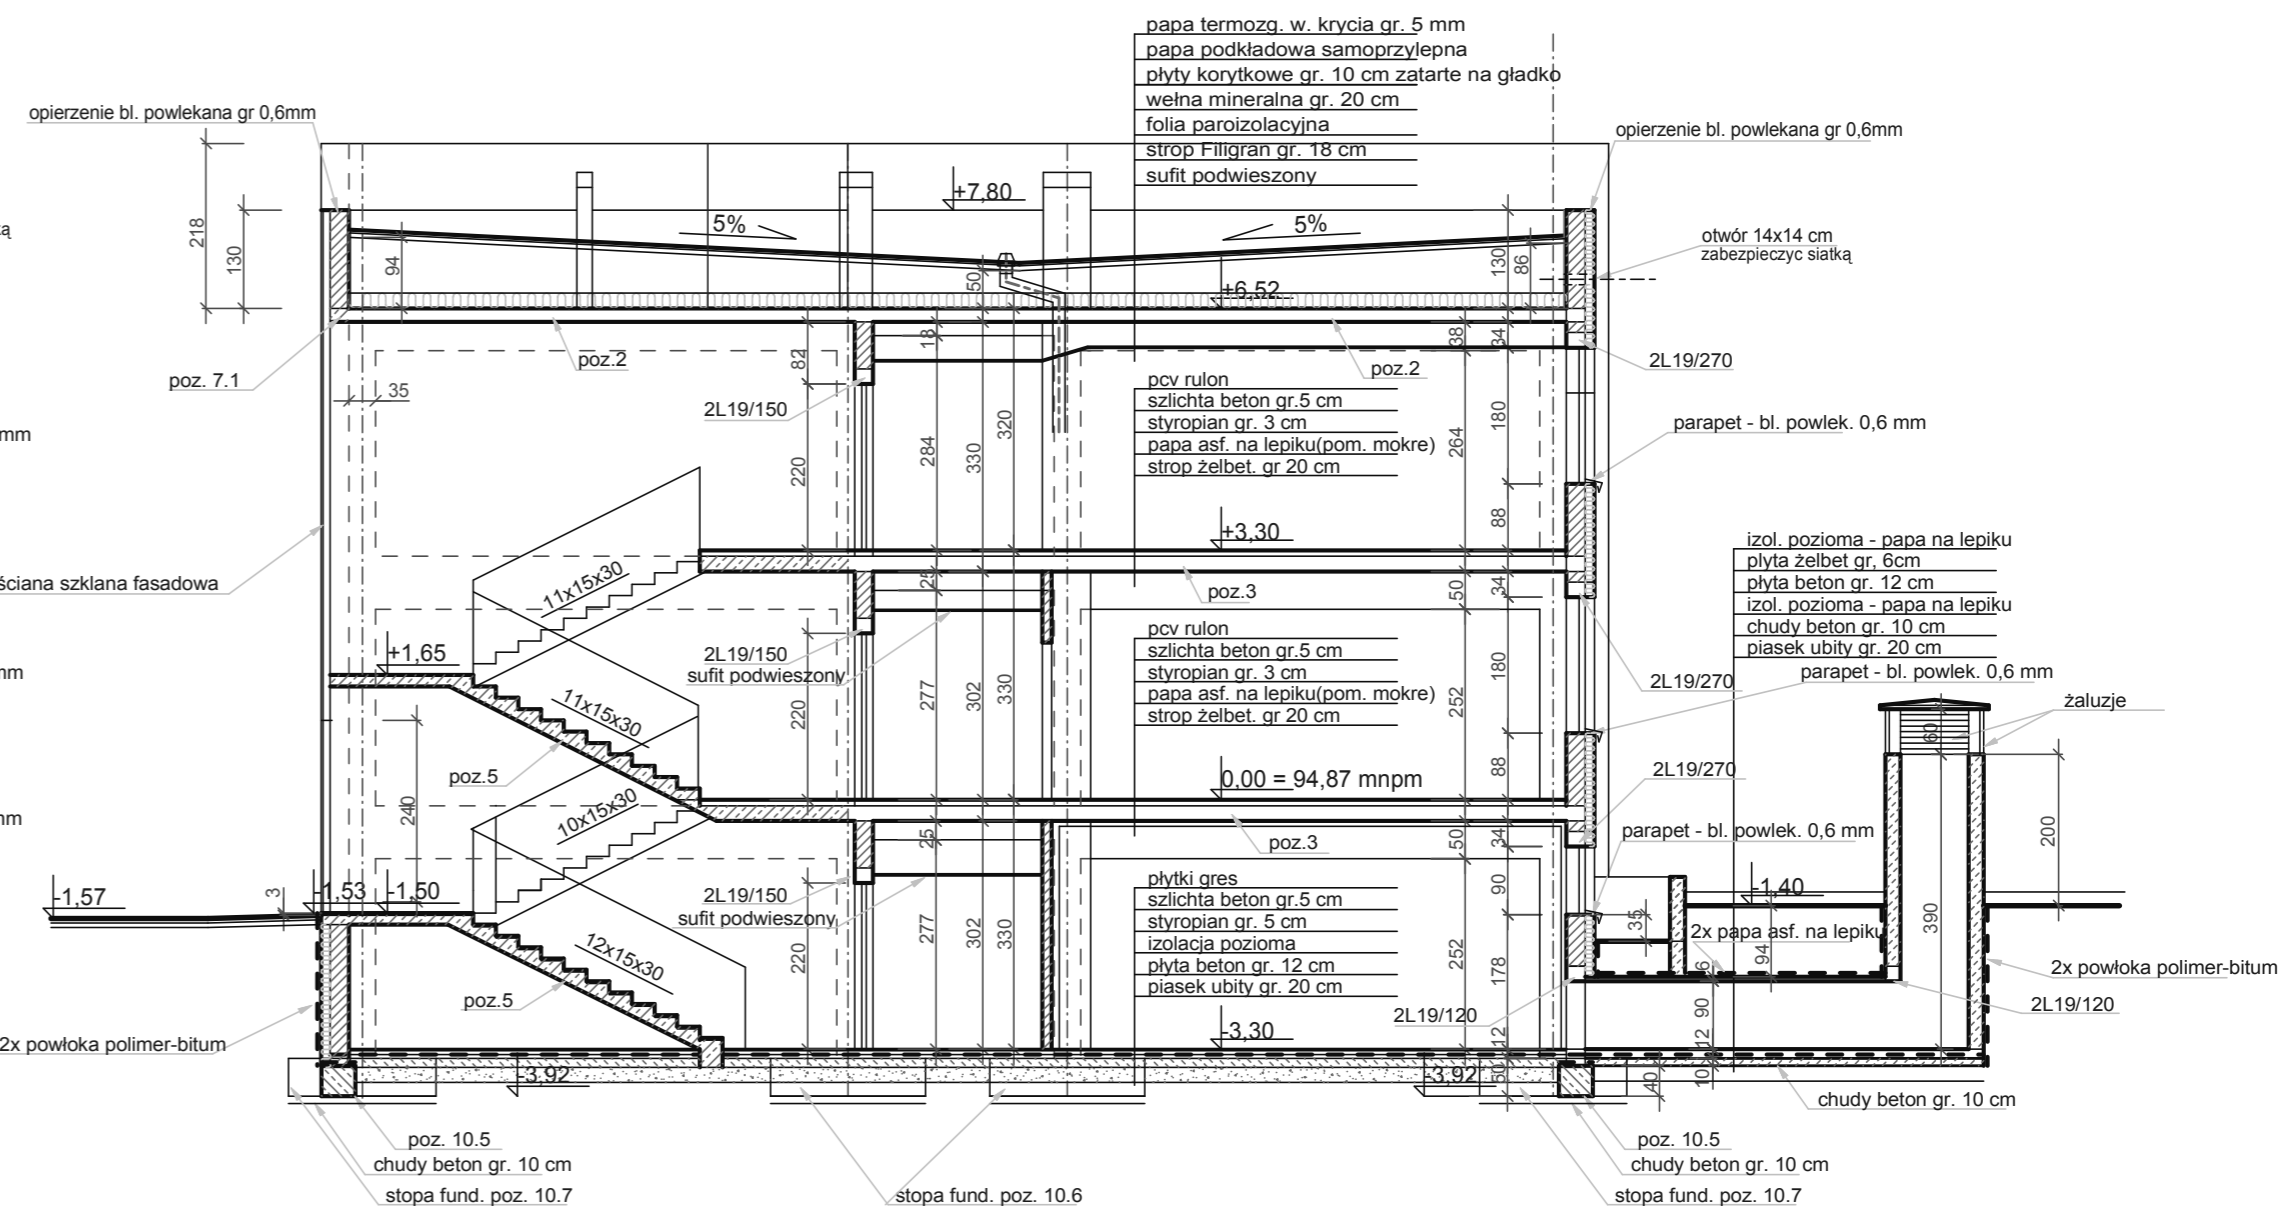 papa termozg. w. krycia gr. 5 mm
papa podkładowa samoprzylepna
płyty korytkowe gr. 10 cm zatarte na gładko
wełna mineralna gr. 20 cm
folia paroizolacyjna
strop Filigran gr. 18 cm
sufit podwieszony
opierzenie bl. powlekana gr 0,6mm
opierzenie bl. powlekana gr 0,6mm
+7,80
218
130
5%
5%
otwór 14x14 cm
zabezpieczyc siatką
94
50
130
86
+6,52
18
38
34
82
poz.2
poz.2
2L19/270
poz. 7.1
35
2L19/150
pcv rulon
szlichta beton gr.5 cm
styropian gr. 3 cm
papa asf. na lepiku(pom. mokre)
strop żelbet. gr 20 cm
mm
220
284
330
320
264
180
parapet - bl. powlek. 0,6 mm
88
+3,30
izol. pozioma - papa na lepiku
plyta żelbet gr, 6cm
płyta beton gr. 12 cm
izol. pozioma - papa na lepiku
chudy beton gr. 10 cm
piasek ubity gr. 20 cm
ściana szklana fasadowa
11x15x30
25
50
34
poz.3
+1,65
2L19/150
sufit podwieszony
pcv rulon
szlichta beton gr.5 cm
styropian gr. 3 cm
papa asf. na lepiku(pom. mokre)
strop żelbet. gr 20 cm
mm
220
277
302
330
252
180
2L19/270
parapet - bl. powlek. 0,6 mm
żaluzje
60
11x15x30
poz.5
88
0,00 = 94,87 mnpm
2L19/270
240
10x15x30
mm
25
50
34
poz.3
parapet - bl. powlek. 0,6 mm
200
-1,57
3
-1,53
-1,50
2L19/150
sufit podwieszony
płytki gres
szlichta beton gr.5 cm
styropian gr. 5 cm
izolacja pozioma
płyta beton gr. 12 cm
piasek ubity gr. 20 cm
90
-1,40
35
2x papa asf. na lepiku
94
390
12x15x30
220
277
302
330
252
178
6
2x powłoka polimer-bitum
poz.5
2L19/120
90
2L19/120
2x powłoka polimer-bitum
-3,30
12
12
-3,92
-3,92
50
10
40
chudy beton gr. 10 cm
poz. 10.5
poz. 10.5
chudy beton gr. 10 cm
chudy beton gr. 10 cm
stopa fund. poz. 10.7
stopa fund. poz. 10.6
stopa fund. poz. 10.7